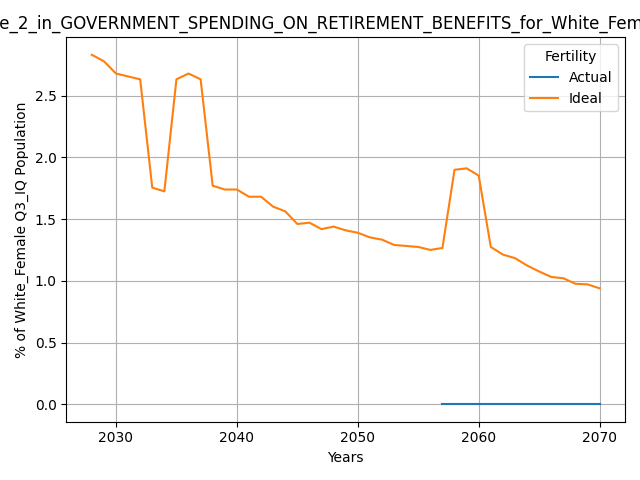 e_2_in_GOVERNMENT_SPENDING_ON_RETIREMENT_BENEFITS_for_White_Fem
Fertility
Actual
Ideal
% of White_Female Q3_IQ Population
2.5
2.0
1.5
1.0
0.5
0.0
2030 2040 2050 2060 2070
Years